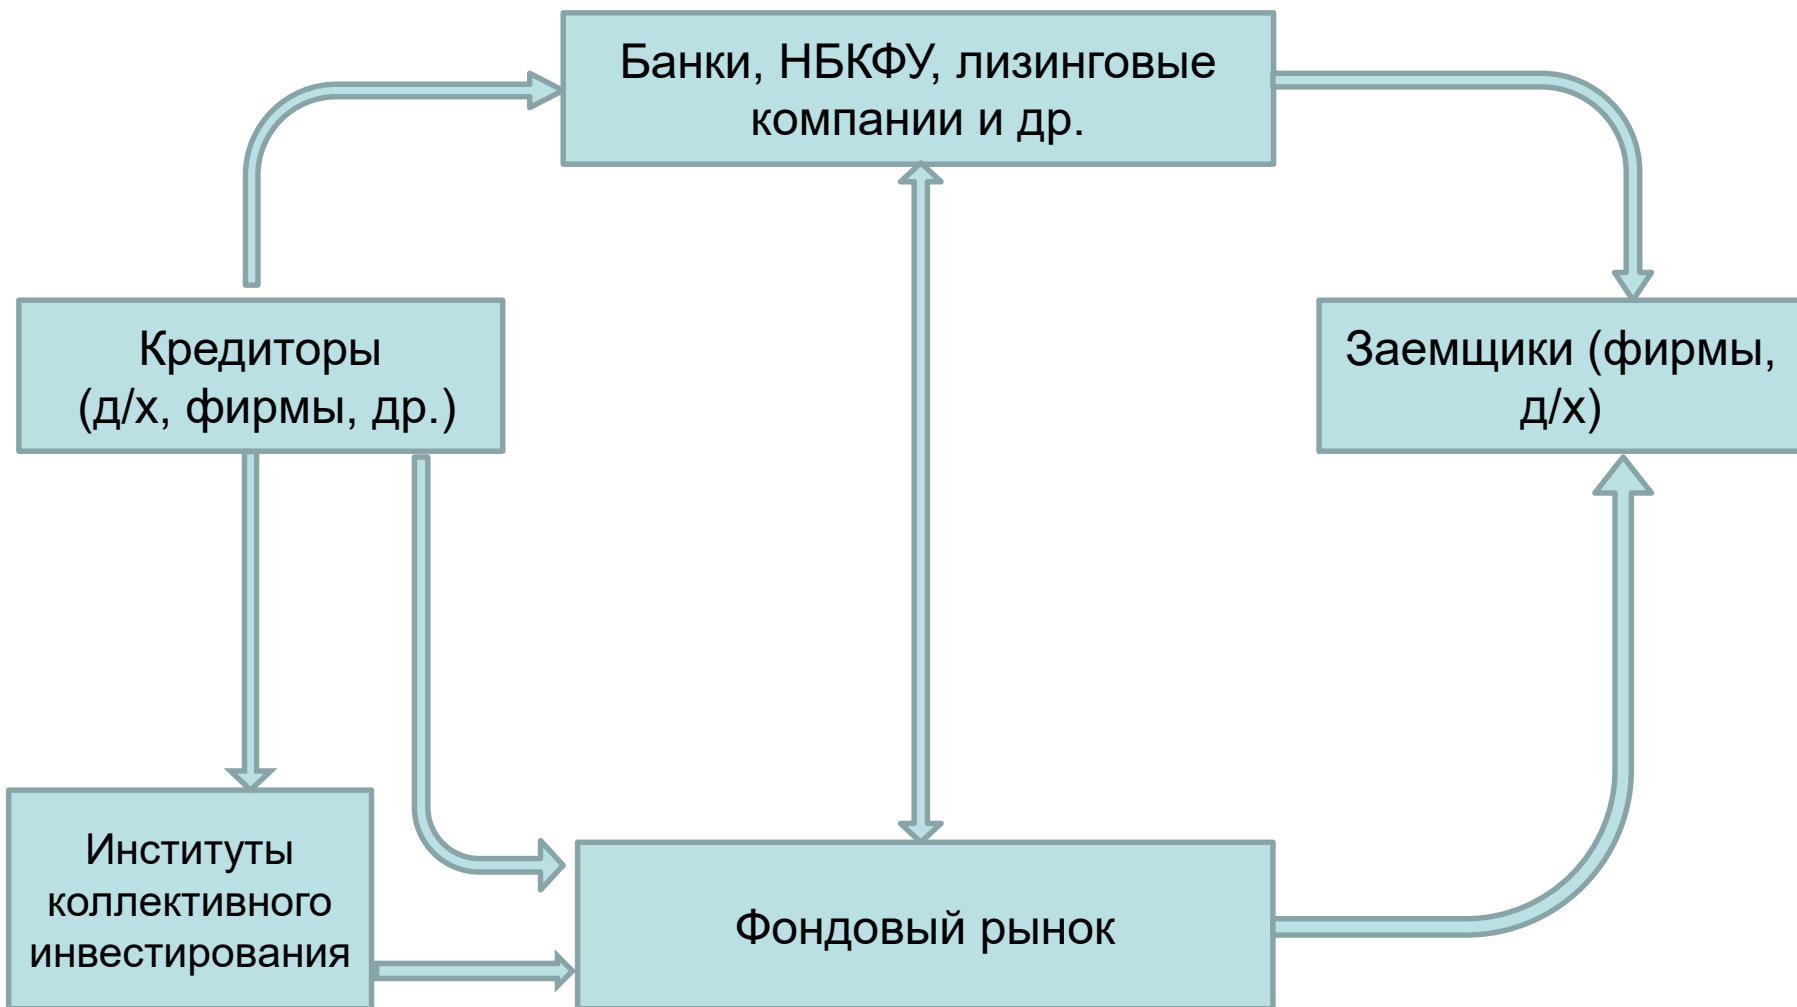 Банки, НБКФУ, лизинговые
компании и др.
Кредиторы
(д/х, фирмы, др.)
Заемщики (фирмы,
д/х)
Институты
коллективного
инвестирования
Фондовый рынок